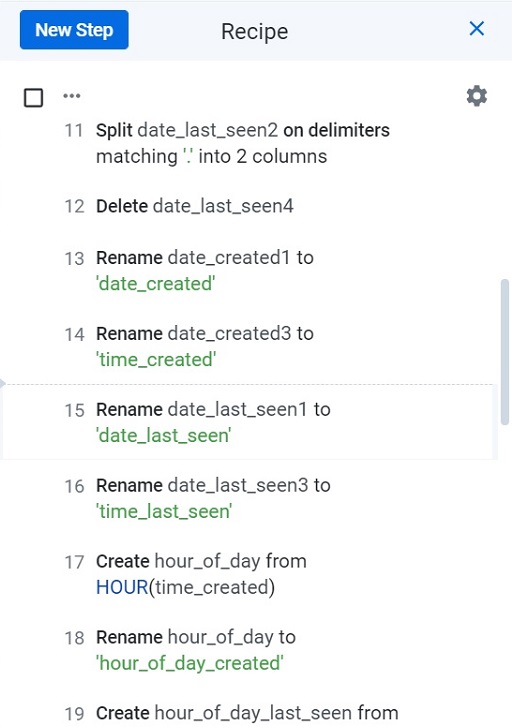 New Step
Recipe
11 Split date_last_seen2 on delimiters
matching '.' into 2 columns
12 Delete date_last_seen4
13 Rename date_created1 to
'date_created'
14 Rename date_created3 to
'time_created'
15 Rename date_last_seen1 to
'date_last_seen'
16 Rename date_last_seen3 to
'time_last_seen'
17 Create hour_of_day from
HOUR(time_created)
18 Rename hour_of_day to
'hour_of_day_created'
19 Create hour_of_day_last_seen from